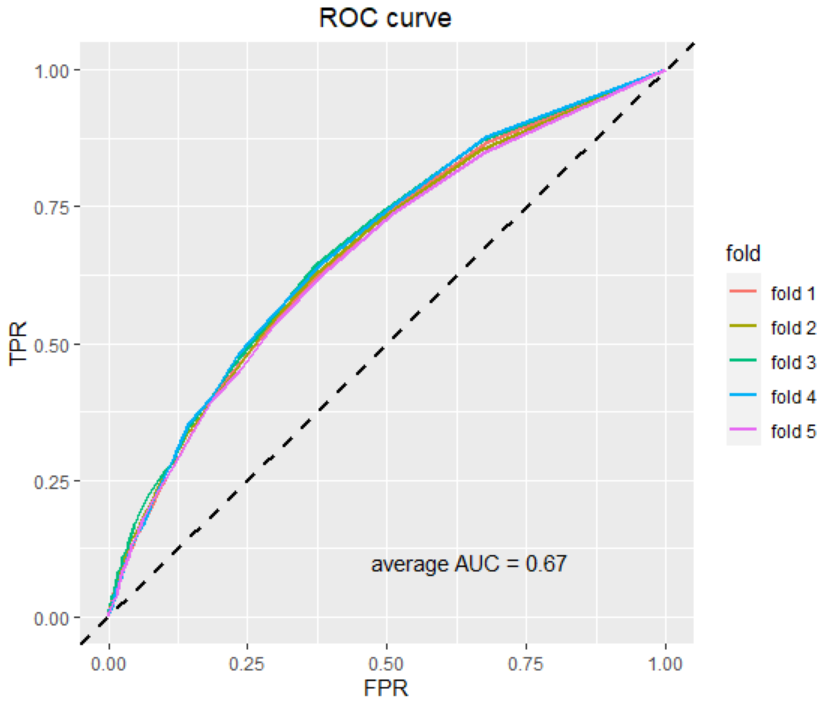 ROC curve
1.00
0.75
0.50
0.25
0.00
TPR
average AUC = 0.67
0.00 0.25 0.50 0.75 1.00
FPR
fold
fold 1
fold 2
fold 3
fold 4
fold 5